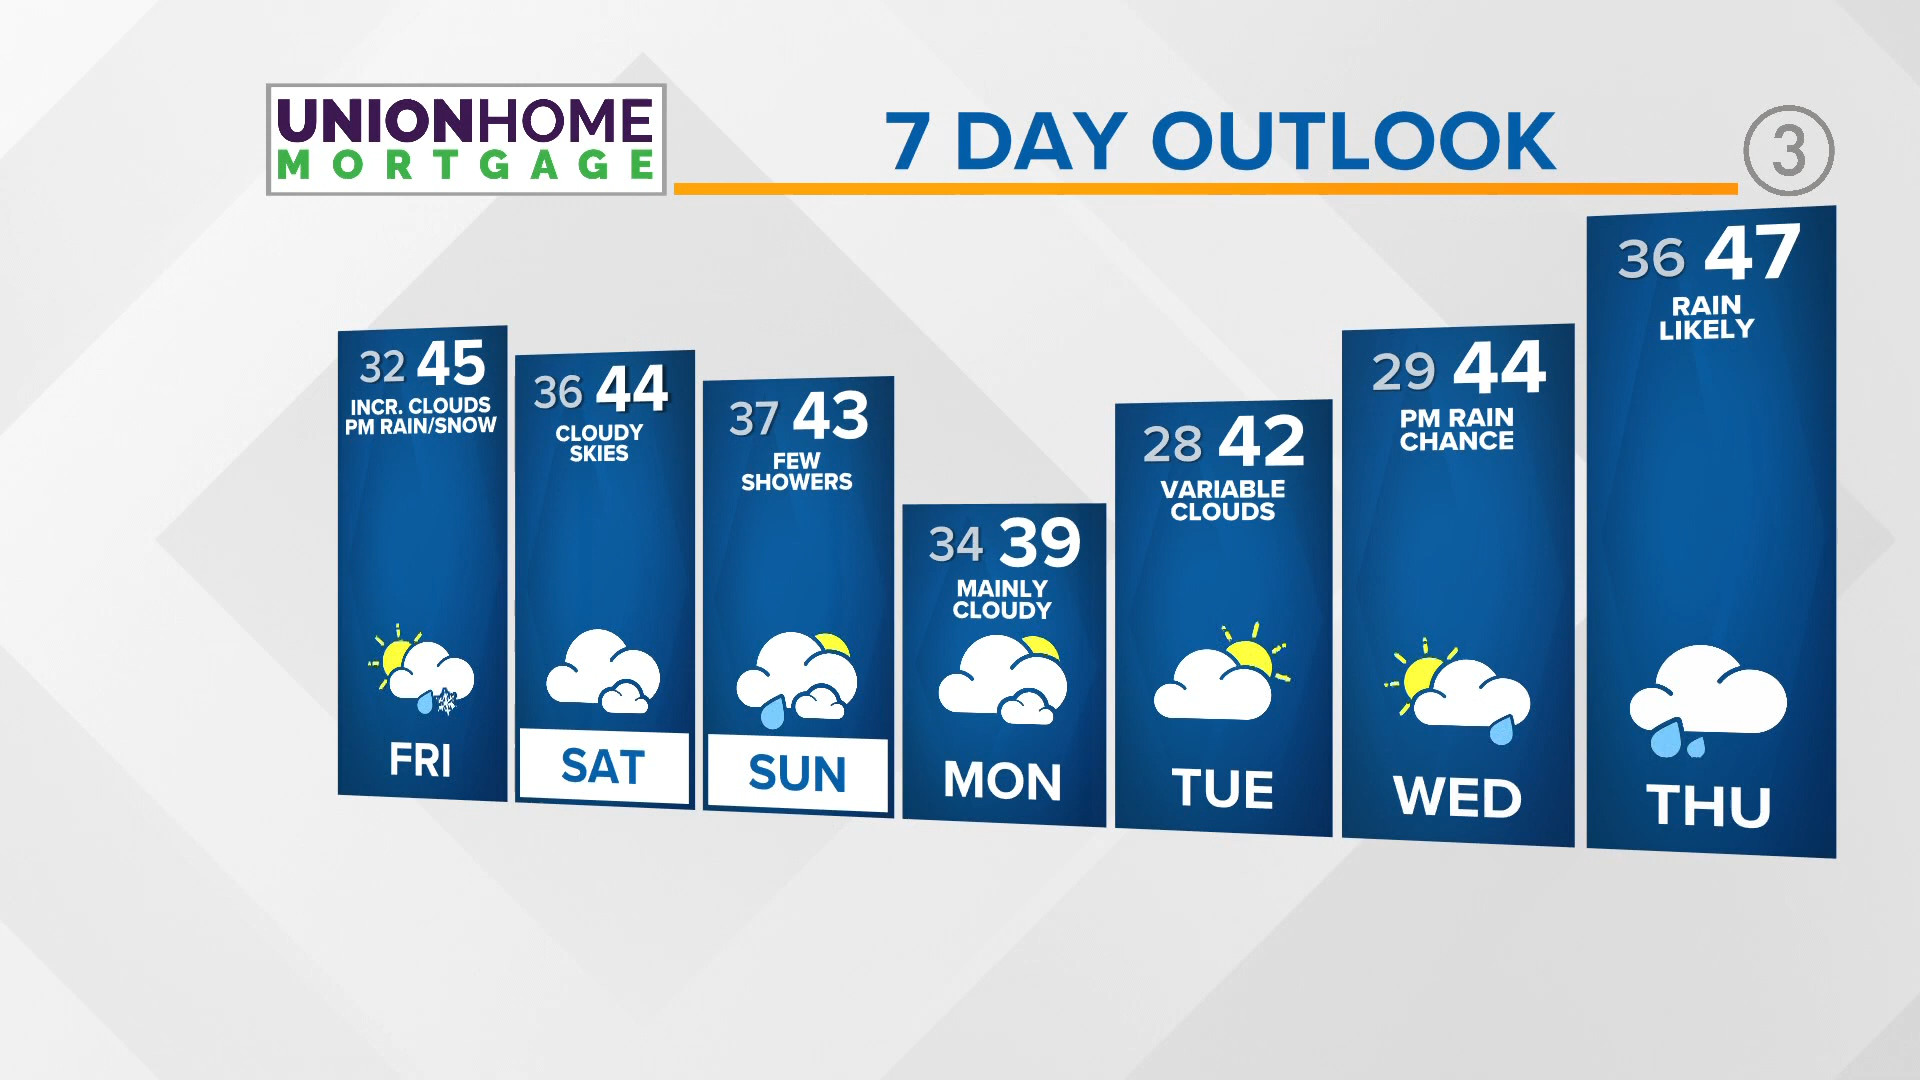 UNIONHOME
MORTGAGE
7 DAY OUTLOOK
3
32 45
INCR. CLOUDS
PM RAIN/SNOW
FRI
36 44
CLOUDY
SKIES
SAT
37 43
FEW
SHOWERS
SUN
34 39
MAINLY
CLOUDY
MON
28 42
VARIABLE
CLOUDS
TUE
29 44
PM RAIN
CHANCE
WED
36 47
RAIN
LIKELY
THU